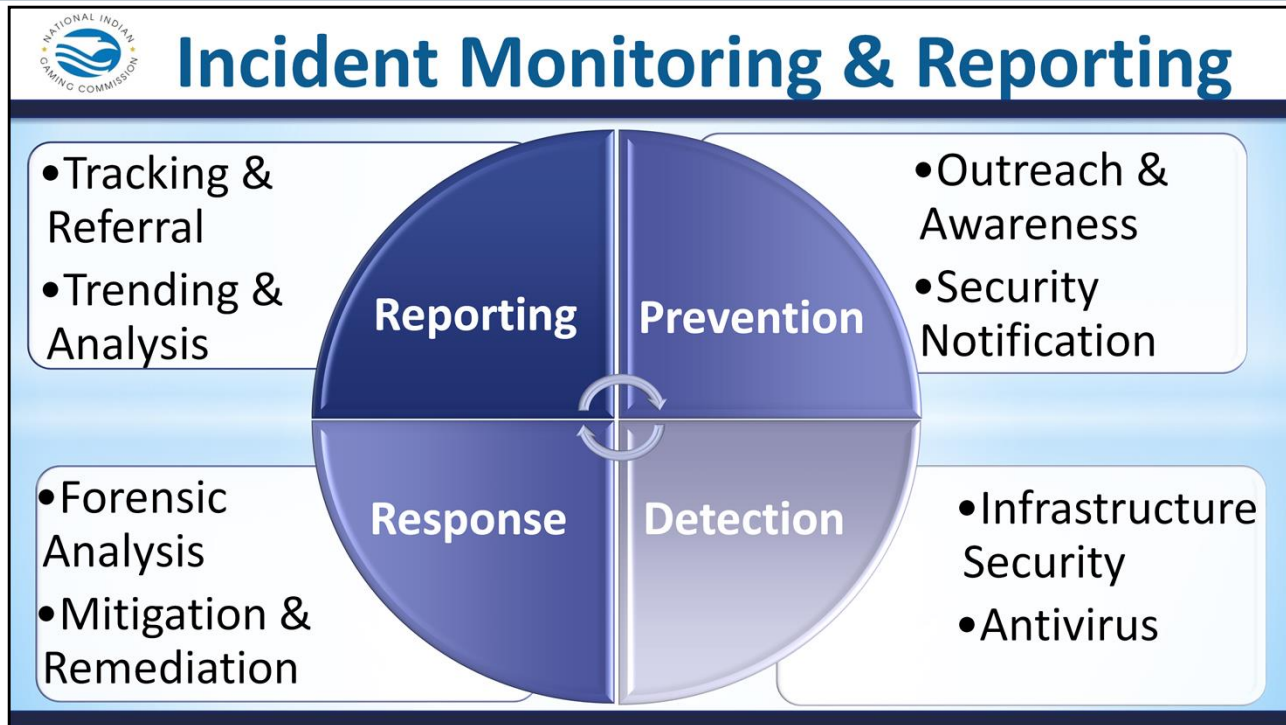 NATIONAL INDIAN
GAMING COMMISSION
Incident Monitoring & Reporting
•Tracking &
Referral
•Trending &
Analysis
Reporting
Prevention
•Outreach &
Awareness
•Security
Notification
•Forensic
Analysis
•Mitigation &
Remediation
Response
Detection
•Infrastructure
Security
•Antivirus